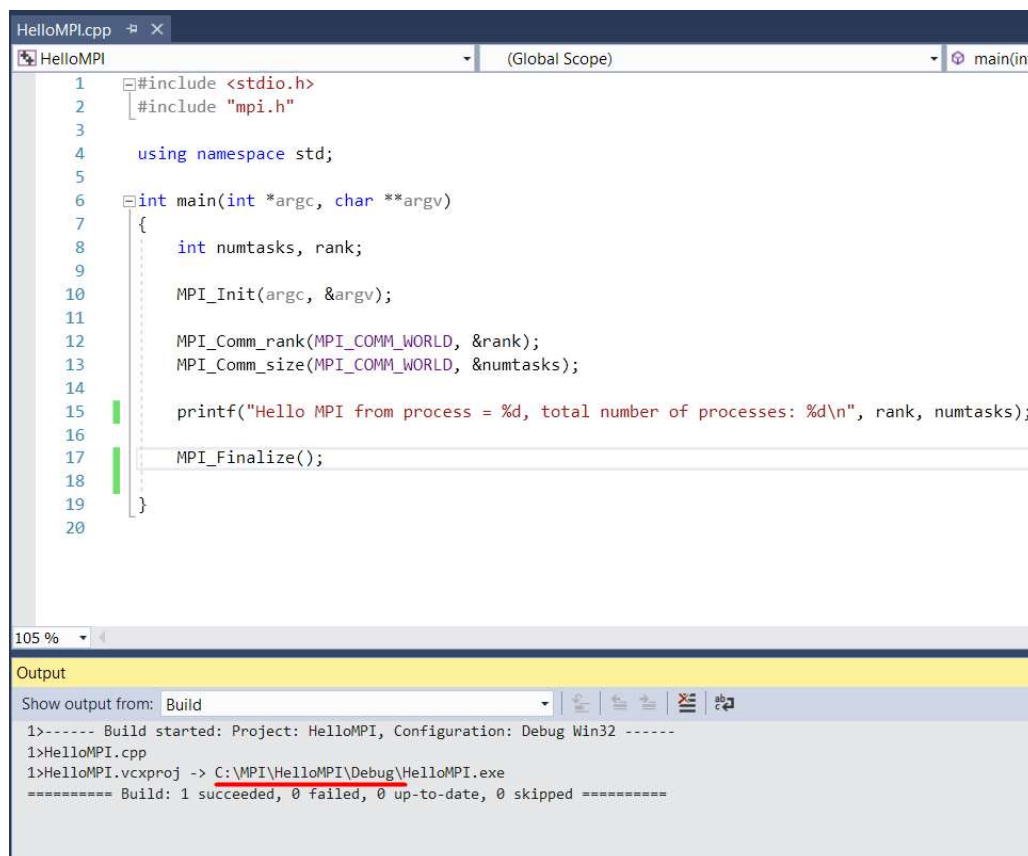 HelloMPI.cpp
HelloMPI (Global Scope) main(in
1 #include <stdio.h>
2 #include "mpi.h"
3
4 using namespace std;
5
6 int main(int *argc, char **argv)
7 {
8 int numtasks, rank;
9
10 MPI_Init(argc, &argv);
11
12 MPI_Comm_rank(MPI_COMM_WORLD, &rank);
13 MPI_Comm_size(MPI_COMM_WORLD, &numtasks);
14
15 printf("Hello MPI from process = %d, total number of processes: %d\n", rank, numtasks);
16
17 MPI_Finalize();
18
19 }
20
105 %
Output
Show output from: Build
1>------ Build started: Project: HelloMPI, Configuration: Debug Win32 ------
1>HelloMPI.cpp
1>HelloMPI.vcxproj -> C:\MPI\HelloMPI\Debug\HelloMPI.exe
========== Build: 1 succeeded, 0 failed, 0 up-to-date, 0 skipped ==========